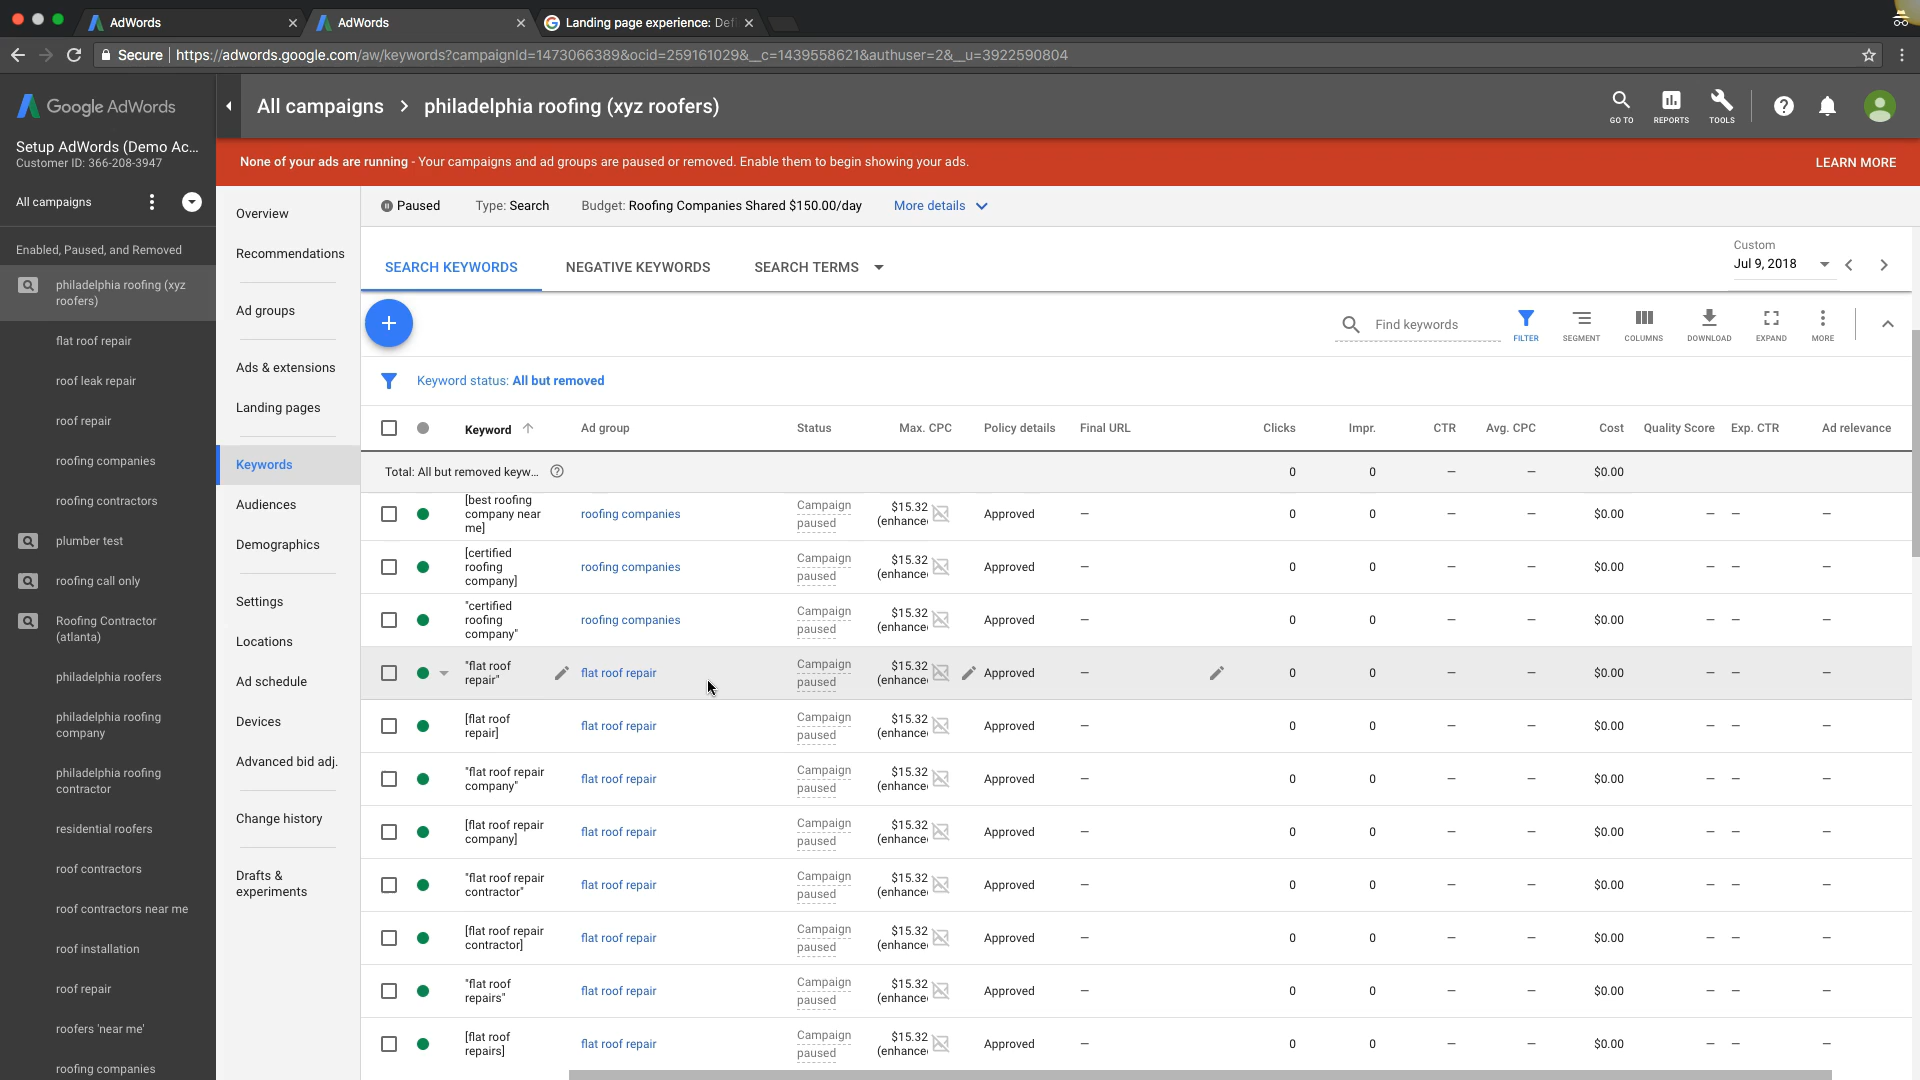 AdWords
AdWords
Landing page experience: Def
Secure
https://adwords.google.com/aw/keywords?campaignId=1473066389&ocid=259161029&__c=1439558621&authuser=2&__u=3922590804
Google AdWords
All campaigns > philadelphia roofing (xyz roofers)
GO TO
REPORTS
TOOLS
Setup AdWords (Demo Ac...
Customer ID: 366-208-3947
None of your ads are running - Your campaigns and ad groups are paused or removed. Enable them to begin showing your ads.
LEARN MORE
All campaigns
Enabled, Paused, and Removed
philadelphia roofing (xyz
roofers)
flat roof repair
roof leak repair
roof repair
roofing companies
roofing contractors
plumber test
roofing call only
Roofing Contractor
(atlanta)
philadelphia roofers
philadelphia roofing
company
philadelphia roofing
contractor
residential roofers
roof contractors
roof contractors near me
roof installation
roof repair
roofers 'near me'
roofing companies
Overview
Recommendations
Ad groups
Ads & extensions
Landing pages
Keywords
Audiences
Demographics
Settings
Locations
Ad schedule
Devices
Advanced bid adj.
Change history
Drafts &
experiments
Paused Type: Search Budget: Roofing Companies Shared $150.00/day More details
SEARCH KEYWORDS NEGATIVE KEYWORDS SEARCH TERMS
Custom
Jul 9, 2018
Find keywords
FILTER
SEGMENT
COLUMNS
DOWNLOAD
EXPAND
MORE
Keyword status: All but removed
Keyword Ad group Status Max. CPC Policy details Final URL Clicks Impr. CTR Avg. CPC Cost Quality Score Exp. CTR Ad relevance
Total: All but removed keyw... 0 0 — — $0.00
[best roofing
company near
me] roofing companies Campaign
paused $15.32
(enhanced Approved — 0 0 — — $0.00 — — —
[certified
roofing
company] roofing companies Campaign
paused $15.32
(enhanced Approved — 0 0 — — $0.00 — — —
"certified
roofing
company" roofing companies Campaign
paused $15.32
(enhanced Approved — 0 0 — — $0.00 — — —
"flat roof
repair" flat roof repair Campaign
paused $15.32
(enhanced Approved — 0 0 — — $0.00 — — —
[flat roof
repair] flat roof repair Campaign
paused $15.32
(enhanced Approved — 0 0 — — $0.00 — — —
"flat roof repair
company" flat roof repair Campaign
paused $15.32
(enhanced Approved — 0 0 — — $0.00 — — —
[flat roof repair
company] flat roof repair Campaign
paused $15.32
(enhanced Approved — 0 0 — — $0.00 — — —
"flat roof repair
contractor" flat roof repair Campaign
paused $15.32
(enhanced Approved — 0 0 — — $0.00 — — —
[flat roof repair
contractor] flat roof repair Campaign
paused $15.32
(enhanced Approved — 0 0 — — $0.00 — — —
"flat roof
repairs" flat roof repair Campaign
paused $15.32
(enhanced Approved — 0 0 — — $0.00 — — —
[flat roof
repairs] flat roof repair Campaign
paused $15.32
(enhanced Approved — 0 0 — — $0.00 — — —